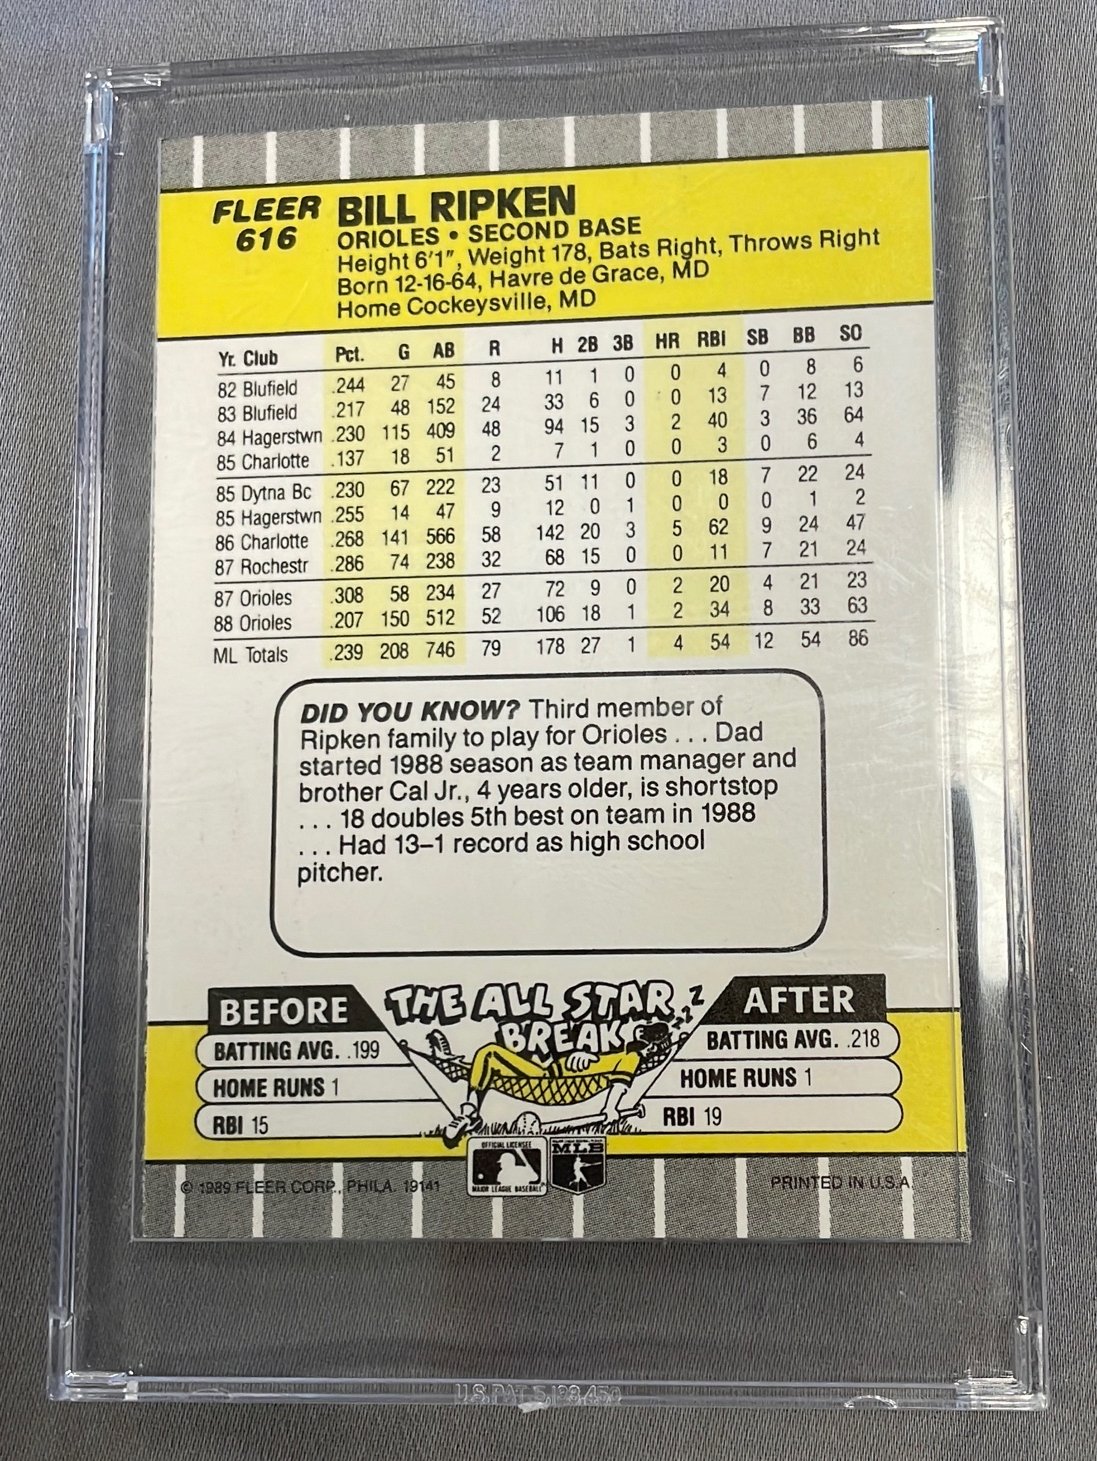 FLEER 616
BILL RIPKEN
ORIOLES • SECOND BASE
Height 6'1", Weight 178, Bats Right, Throws Right
Born 12-16-64, Havre de Grace, MD
Home Cockeysville, MD
Yr. Club Pct. G AB R H 2B 3B HR RBI SB BB SO
82 Blufield .244 27 45 8 11 1 0 0 4 0 8 6
83 Blufield .217 48 152 24 33 6 0 0 13 7 12 13
84 Hagerstwn .230 115 409 48 94 15 3 2 40 3 36 64
85 Charlotte .137 18 51 2 7 1 0 0 3 0 6 4
85 Dytna Bc .230 67 222 23 51 11 0 0 18 7 22 24
85 Hagerstwn .255 14 47 9 12 0 1 0 0 0 1 2
86 Charlotte .268 141 566 58 142 20 3 5 62 9 24 47
87 Rochestr .286 74 238 32 68 15 0 0 11 7 21 24
87 Orioles .308 58 234 27 72 9 0 2 20 4 21 23
88 Orioles .207 150 512 52 106 18 1 2 34 8 33 63
ML Totals .239 208 746 79 178 27 1 4 54 12 54 86
DID YOU KNOW? Third member of
Ripken family to play for Orioles . . . Dad
started 1988 season as team manager and
brother Cal Jr., 4 years older, is shortstop
. . . 18 doubles 5th best on team in 1988
. . . Had 13–1 record as high school
pitcher.
THE ALL STAR
BREAK
Z Z Z Z
BEFORE
BATTING AVG. .199
HOME RUNS 1
RBI 15
AFTER
BATTING AVG. .218
HOME RUNS 1
RBI 19
OFFICIAL LICENSEE
MAJOR LEAGUE BASEBALL
MLB
© 1989 FLEER CORP., PHILA. 19141
PRINTED IN U.S.A.
U.S. PAT 5,199,450